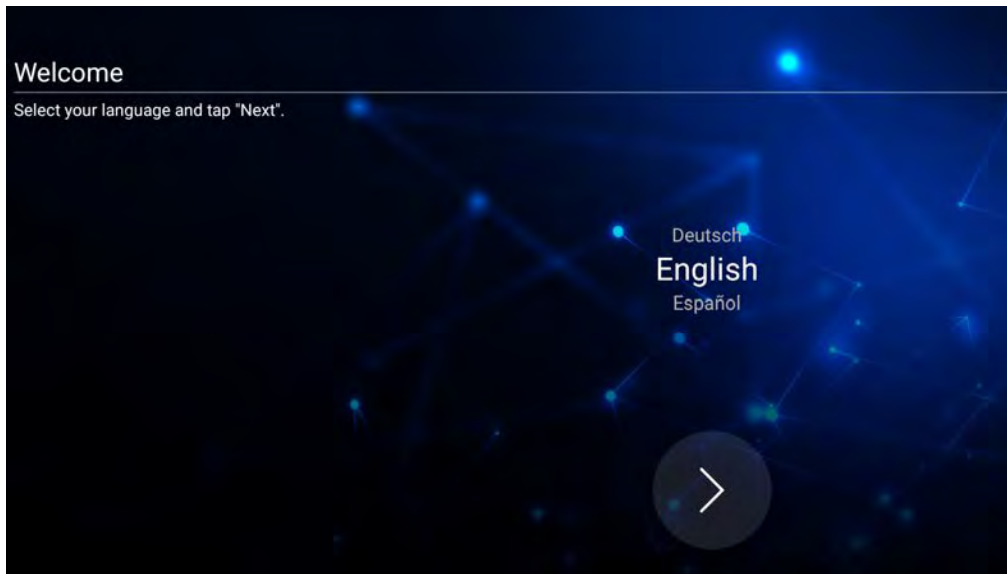 Welcome
Select your language and tap "Next".
Deutsch
English
Español